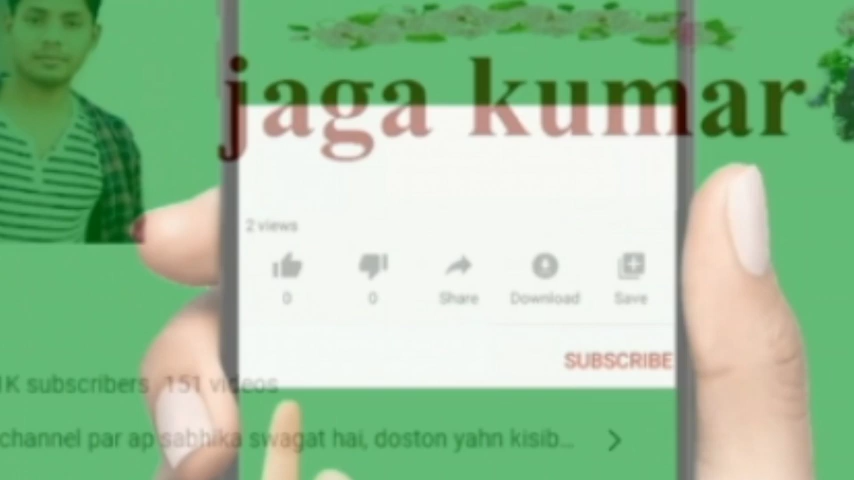 jaga kumar
2 views
0 0 Share Download Save
SUBSCRIBE
1K subscribers 151 videos
channel par ap sabhika swagat hai, doston yahn kisib...